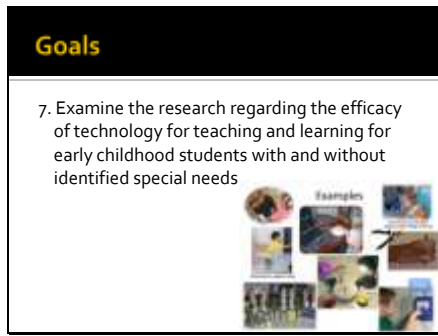 Goals
7. Examine the research regarding the efficacy
of technology for teaching and learning for
early childhood students with and without
identified special needs
Examples